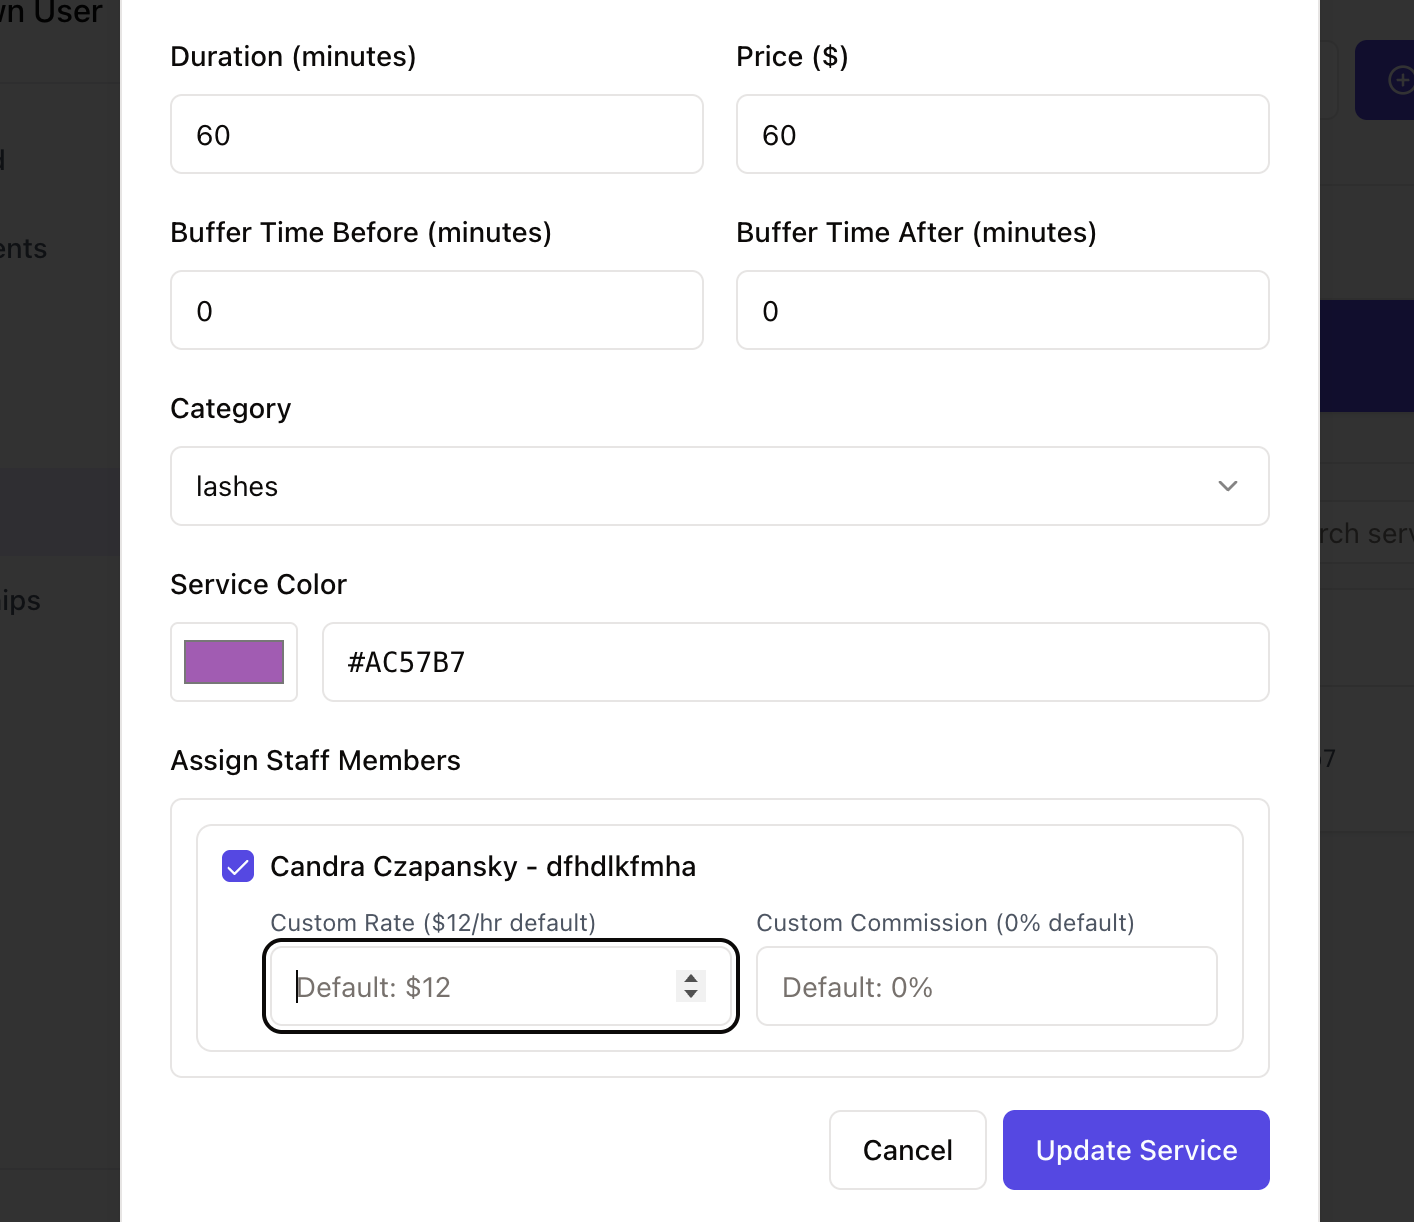 wn User
Duration (minutes)
Price ($)
60
60
ents
Buffer Time Before (minutes)
Buffer Time After (minutes)
0
0
Category
lashes
rch serv
Service Color
ips
#AC57B7
Assign Staff Members
7
Candra Czapansky - dfhdlkfmha
Custom Rate ($12/hr default)
Custom Commission (0% default)
Default: $12
Default: 0%
Cancel
Update Service